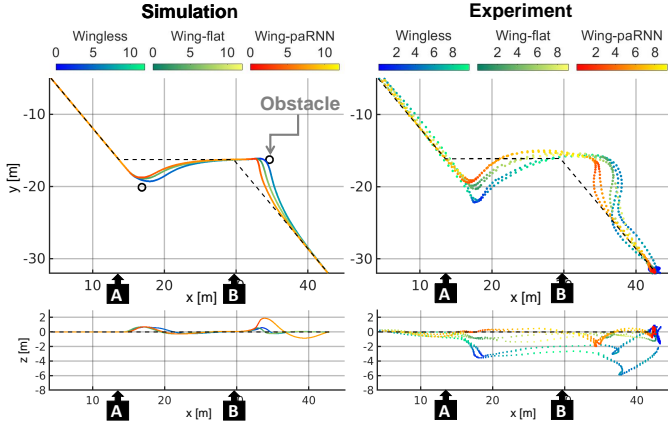 Simulation
Experiment
Wingless Wing-flat Wing-paRNN
0 5 10 0 5 10 0 5 10
Wingless Wing-flat Wing-paRNN
2 4 6 8 2 4 6 8 2 4 6 8
Obstacle
y [m]
-10
-20
-30
-10
-20
-30
10 20 30 40
x [m]
A
B
10 20 30 40
x [m]
A
B
z [m]
2
0
-2
-4
-6
-8
2
0
-2
-4
-6
-8
10 20 30 40
x [m]
A
B
10 20 30 40
x [m]
A
B